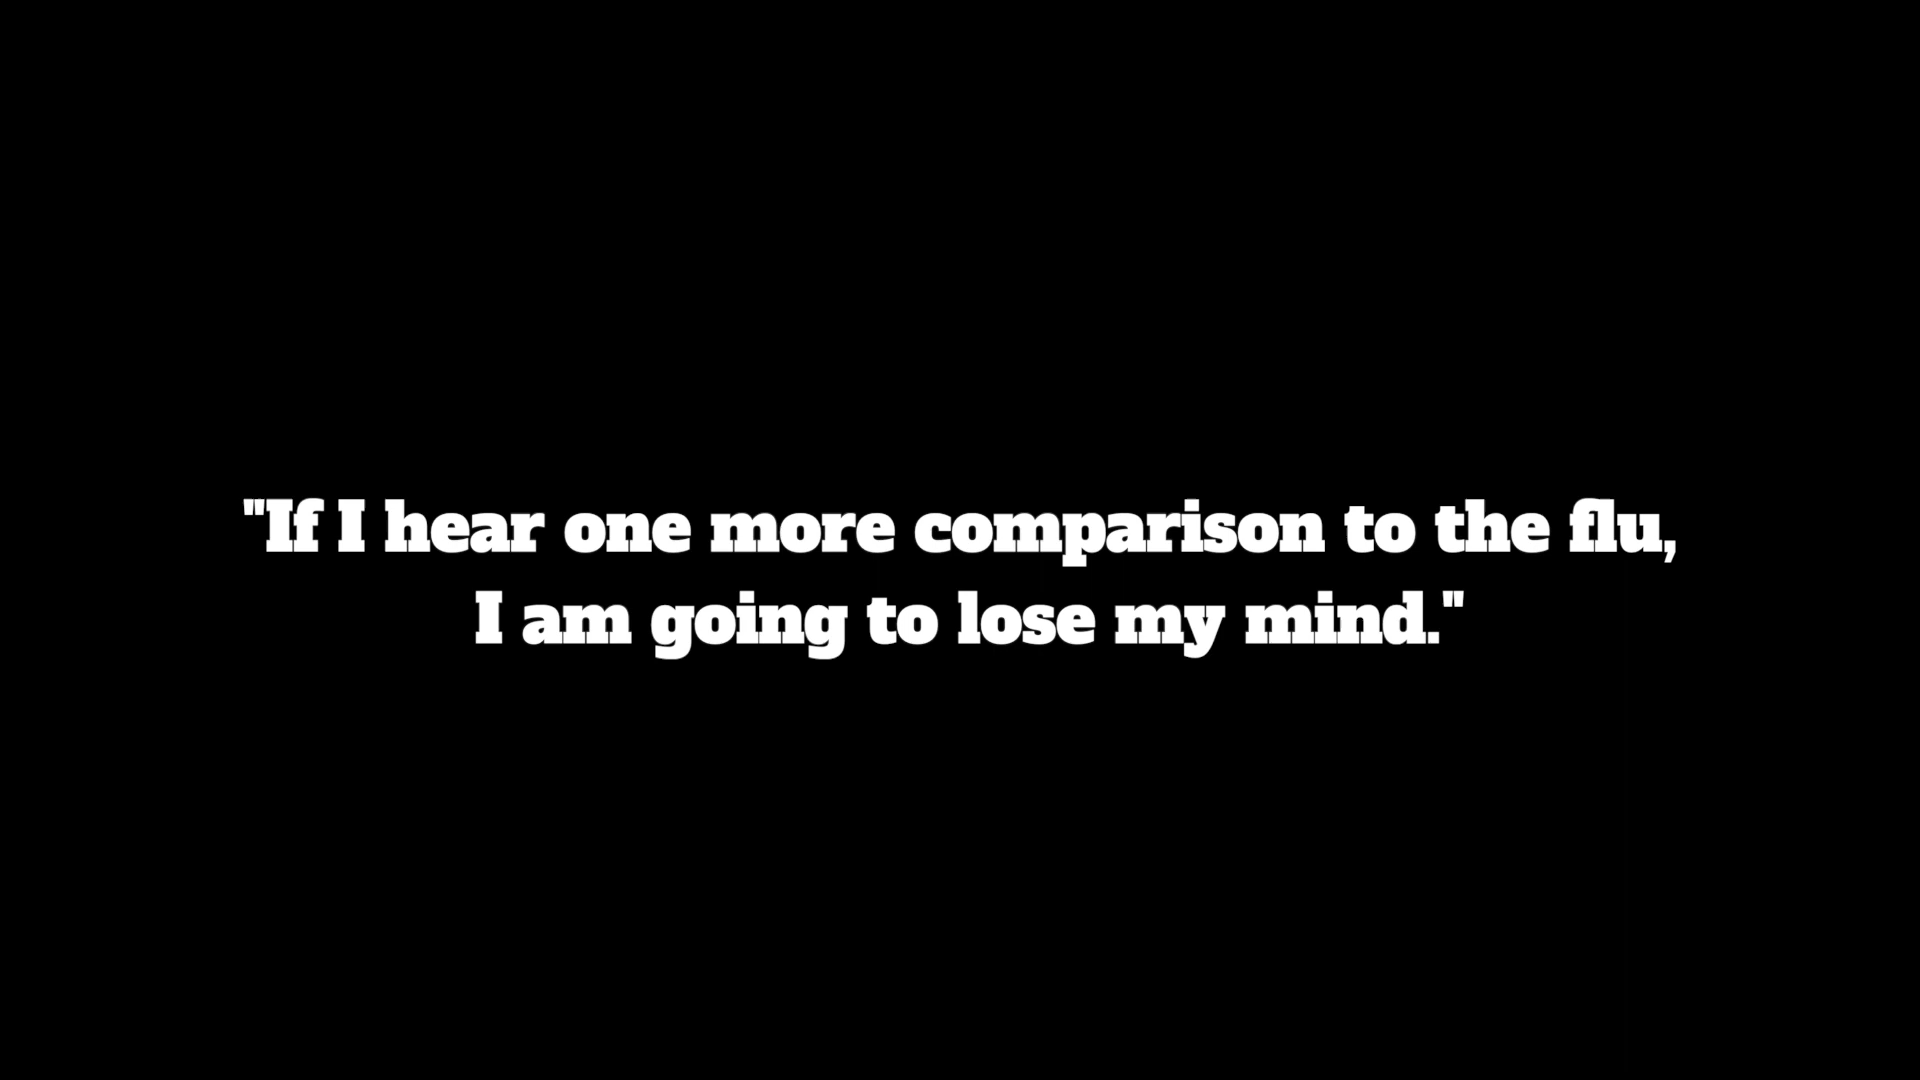 "If I hear one more comparison to the flu,
I am going to lose my mind."